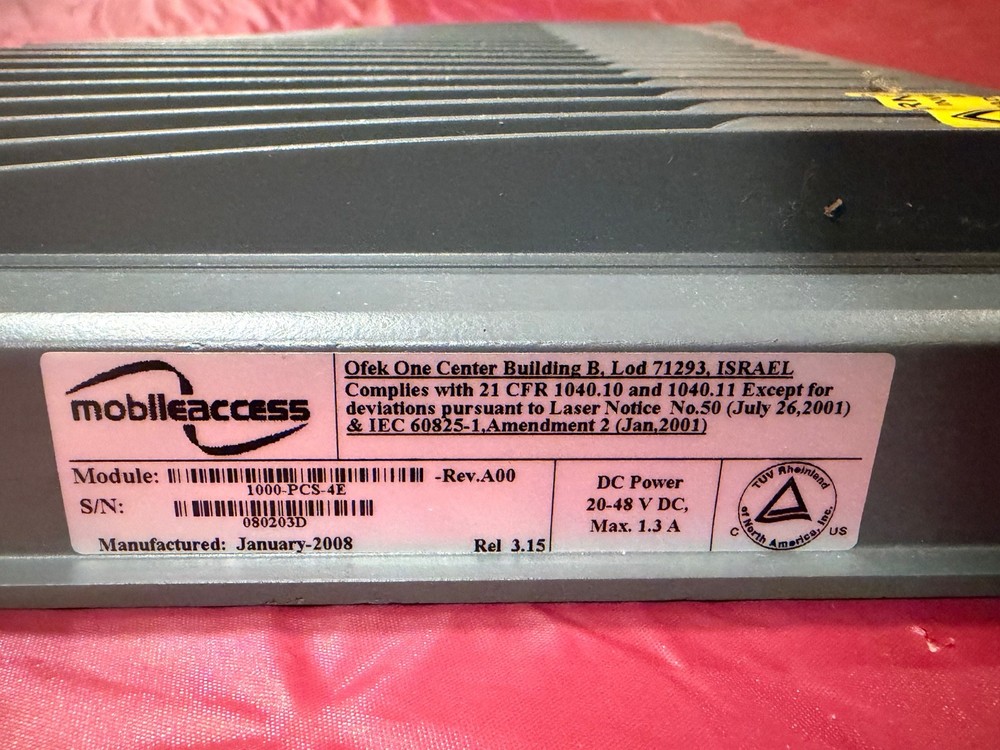 mobileaccess
Ofek One Center Building B, Lod 71293, ISRAEL
Complies with 21 CFR 1040.10 and 1040.11 Except for
deviations pursuant to Laser Notice No.50 (July 26,2001)
& IEC 60825-1,Amendment 2 (Jan,2001)
Module: -Rev.A00
1000-PCS-4E
S/N:
080203D
Manufactured: January-2008
Rel 3.15
DC Power
20-48 V DC,
Max. 1.3 A
TUV Rheinland
of North America, Inc.
C US